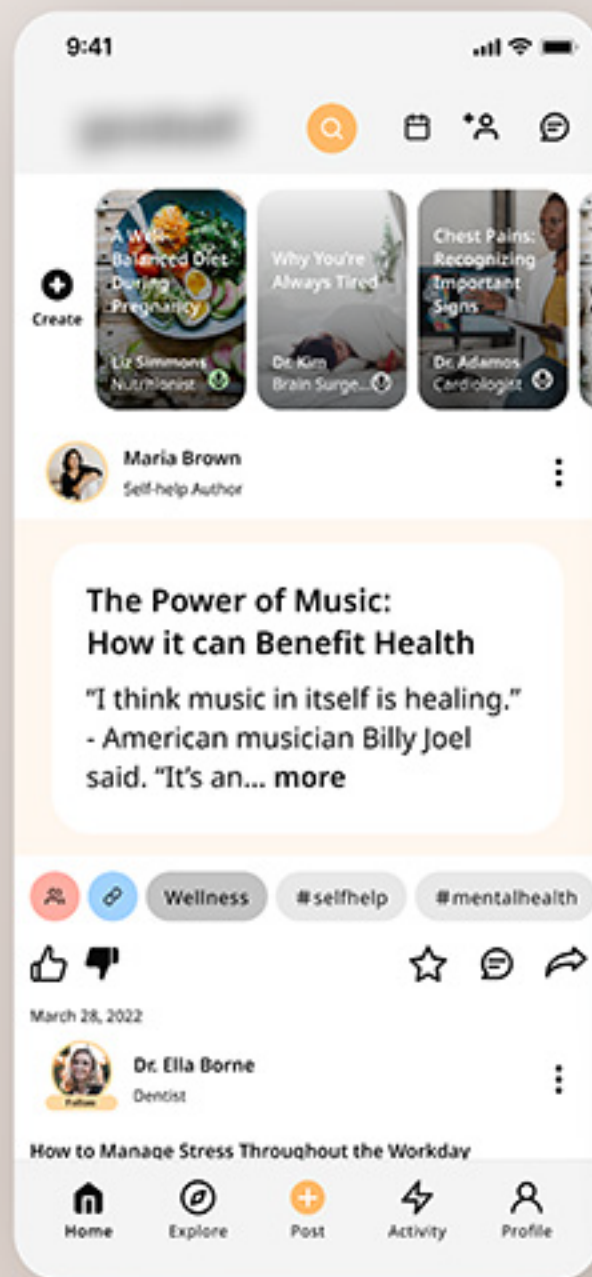 9:41
A Well-
Balanced Diet
During
Pregnancy
Liz Simmons
Nutritionist
Why You're
Always Tired
Dr. Kim
Brain Surge...
Chest Pains:
Recognizing
Important
Signs
Dr. Adamos
Cardiologist
Create
Maria Brown
Self-help Author
The Power of Music:
How it can Benefit Health
“I think music in itself is healing.”
- American musician Billy Joel
said. “It’s an... more
Wellness
#selfhelp
#mentalhealth
March 28, 2022
Dr. Ella Borne
Dentist
Follow
How to Manage Stress Throughout the Workday
Home
Explore
Post
Activity
Profile